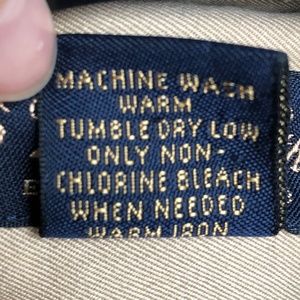 MACHINE WASH
WARM
TUMBLE DRY LOW
ONLY NON-
CHLORINE BLEACH
WHEN NEEDED
WARM IRON